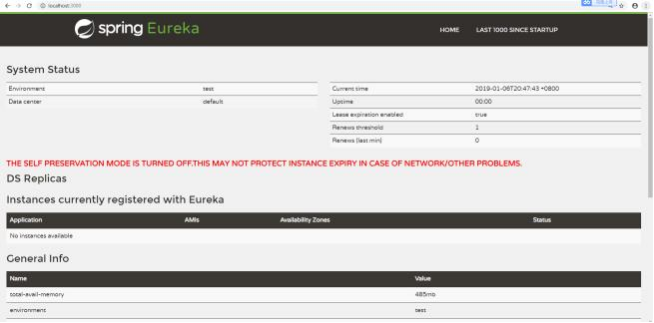 localhost:3000
spring Eureka
HOME LAST 1000 SINCE STARTUP
System Status
Environment test
Data center default
Current time 2019-01-06T20:47:43 +0800
Uptime 00:00
Lease expiration enabled true
Renews threshold 1
Renews (last min) 0
THE SELF PRESERVATION MODE IS TURNED OFF.THIS MAY NOT PROTECT INSTANCE EXPIRY IN CASE OF NETWORK/OTHER PROBLEMS.
DS Replicas
Instances currently registered with Eureka
Application AMIs Availability Zones Status
No instances available
General Info
Name Value
total-avail-memory 485mb
environment test